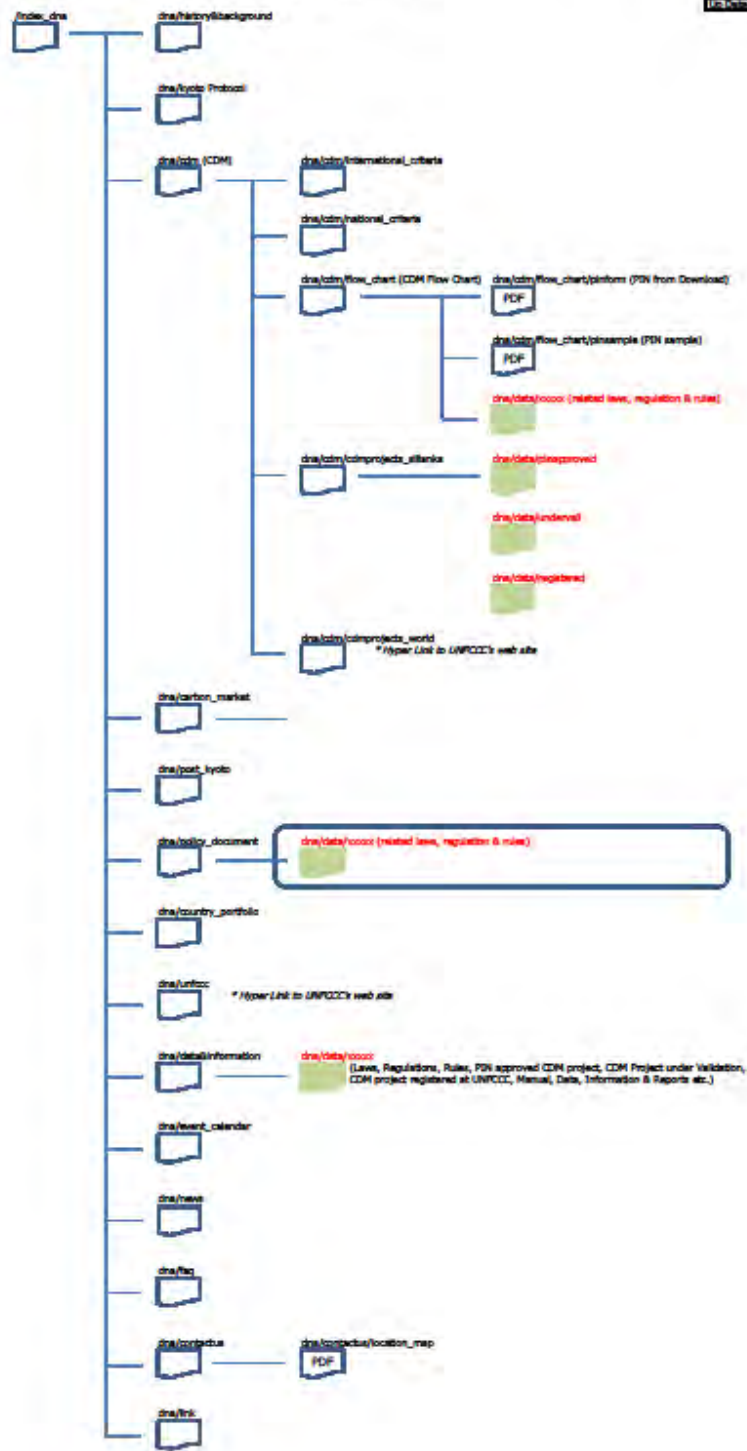 /index_dna
dna/history&background
dna/kyoto Protocol
dna/cdm (CDM)
dna/cdm/international_criteria
dna/cdm/national_criteria
dna/cdm/flow_chart (CDM Flow Chart)
dna/cdm/flow_chart/pinform (PIN from Download)
PDF
dna/cdm/flow_chart/pinsample (PIN sample)
PDF
dna/data/xxxxx (related laws, regulation & rules)
dna/cdm/cdmprojects_srilanka
dna/data/pinapproved
dna/data/undervali
dna/data/registered
dna/cdm/cdmprojects_world
* Hyper Link to UNFCCC's web site
dna/carbon_market
dna/post_kyoto
dna/policy_document
dna/data/xxxxx (related laws, regulation & rules)
dna/country_portfolio
dna/unfccc
* Hyper Link to UNFCCC's web site
dna/data&information
dna/data/xxxxx
(Laws, Regulations, Rules, PIN approved CDM project, CDM Project under Validation,
CDM project registered at UNFCCC, Manual, Data, Information & Reports etc.)
dna/event_calendar
dna/news
dna/faq
dna/contactus
dna/contactus/location_map
PDF
dna/link